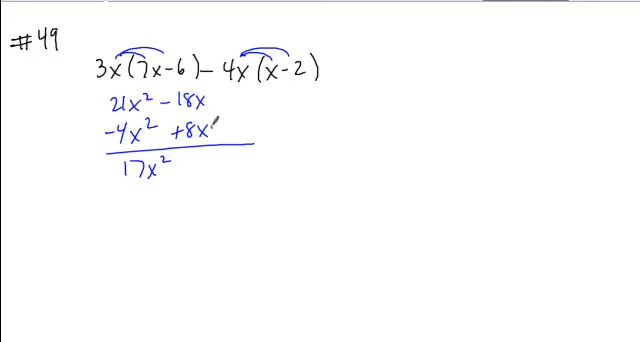 #49
3x(7x-6)-4x(x-2)
21x² -18x
-4x² +8x
17x²